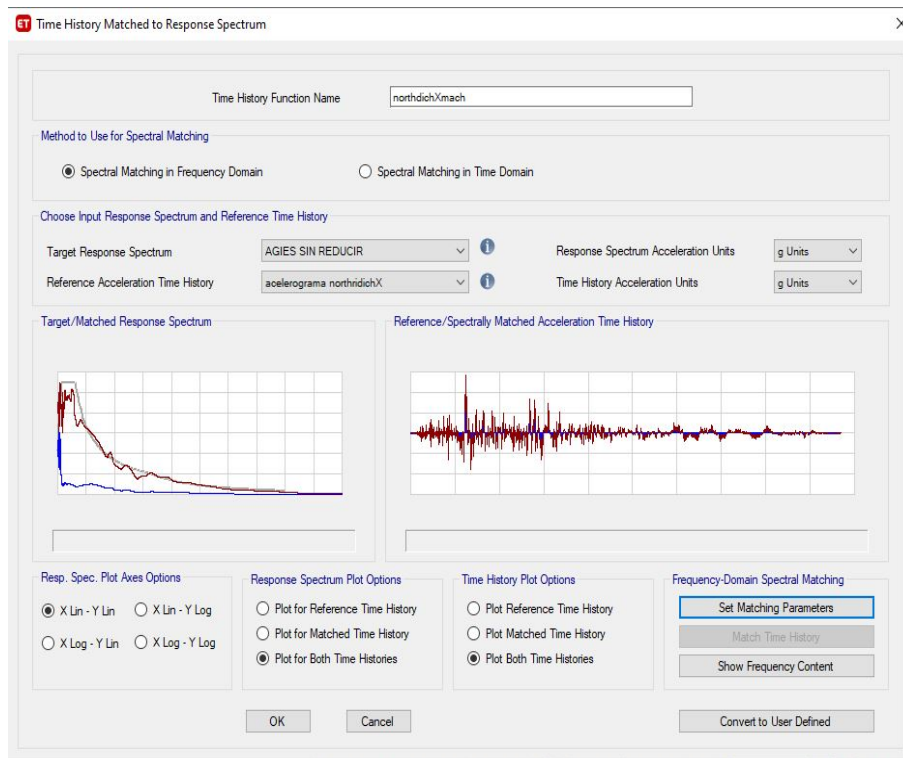 ET Time History Matched to Response Spectrum
Time History Function Name northdichXmach
Method to Use for Spectral Matching
Spectral Matching in Frequency Domain Spectral Matching in Time Domain
Choose Input Response Spectrum and Reference Time History
Target Response Spectrum AGIES SIN REDUCIR Response Spectrum Acceleration Units g Units
Reference Acceleration Time History acelerograma northridichX Time History Acceleration Units g Units
Target/Matched Response Spectrum Reference/Spectrally Matched Acceleration Time History
Resp. Spec. Plot Axes Options
X Lin - Y Lin X Lin - Y Log
X Log - Y Lin X Log - Y Log
Response Spectrum Plot Options
Plot for Reference Time History
Plot for Matched Time History
Plot for Both Time Histories
Time History Plot Options
Plot Reference Time History
Plot Matched Time History
Plot Both Time Histories
Frequency-Domain Spectral Matching
Set Matching Parameters
Match Time History
Show Frequency Content
OK Cancel Convert to User Defined